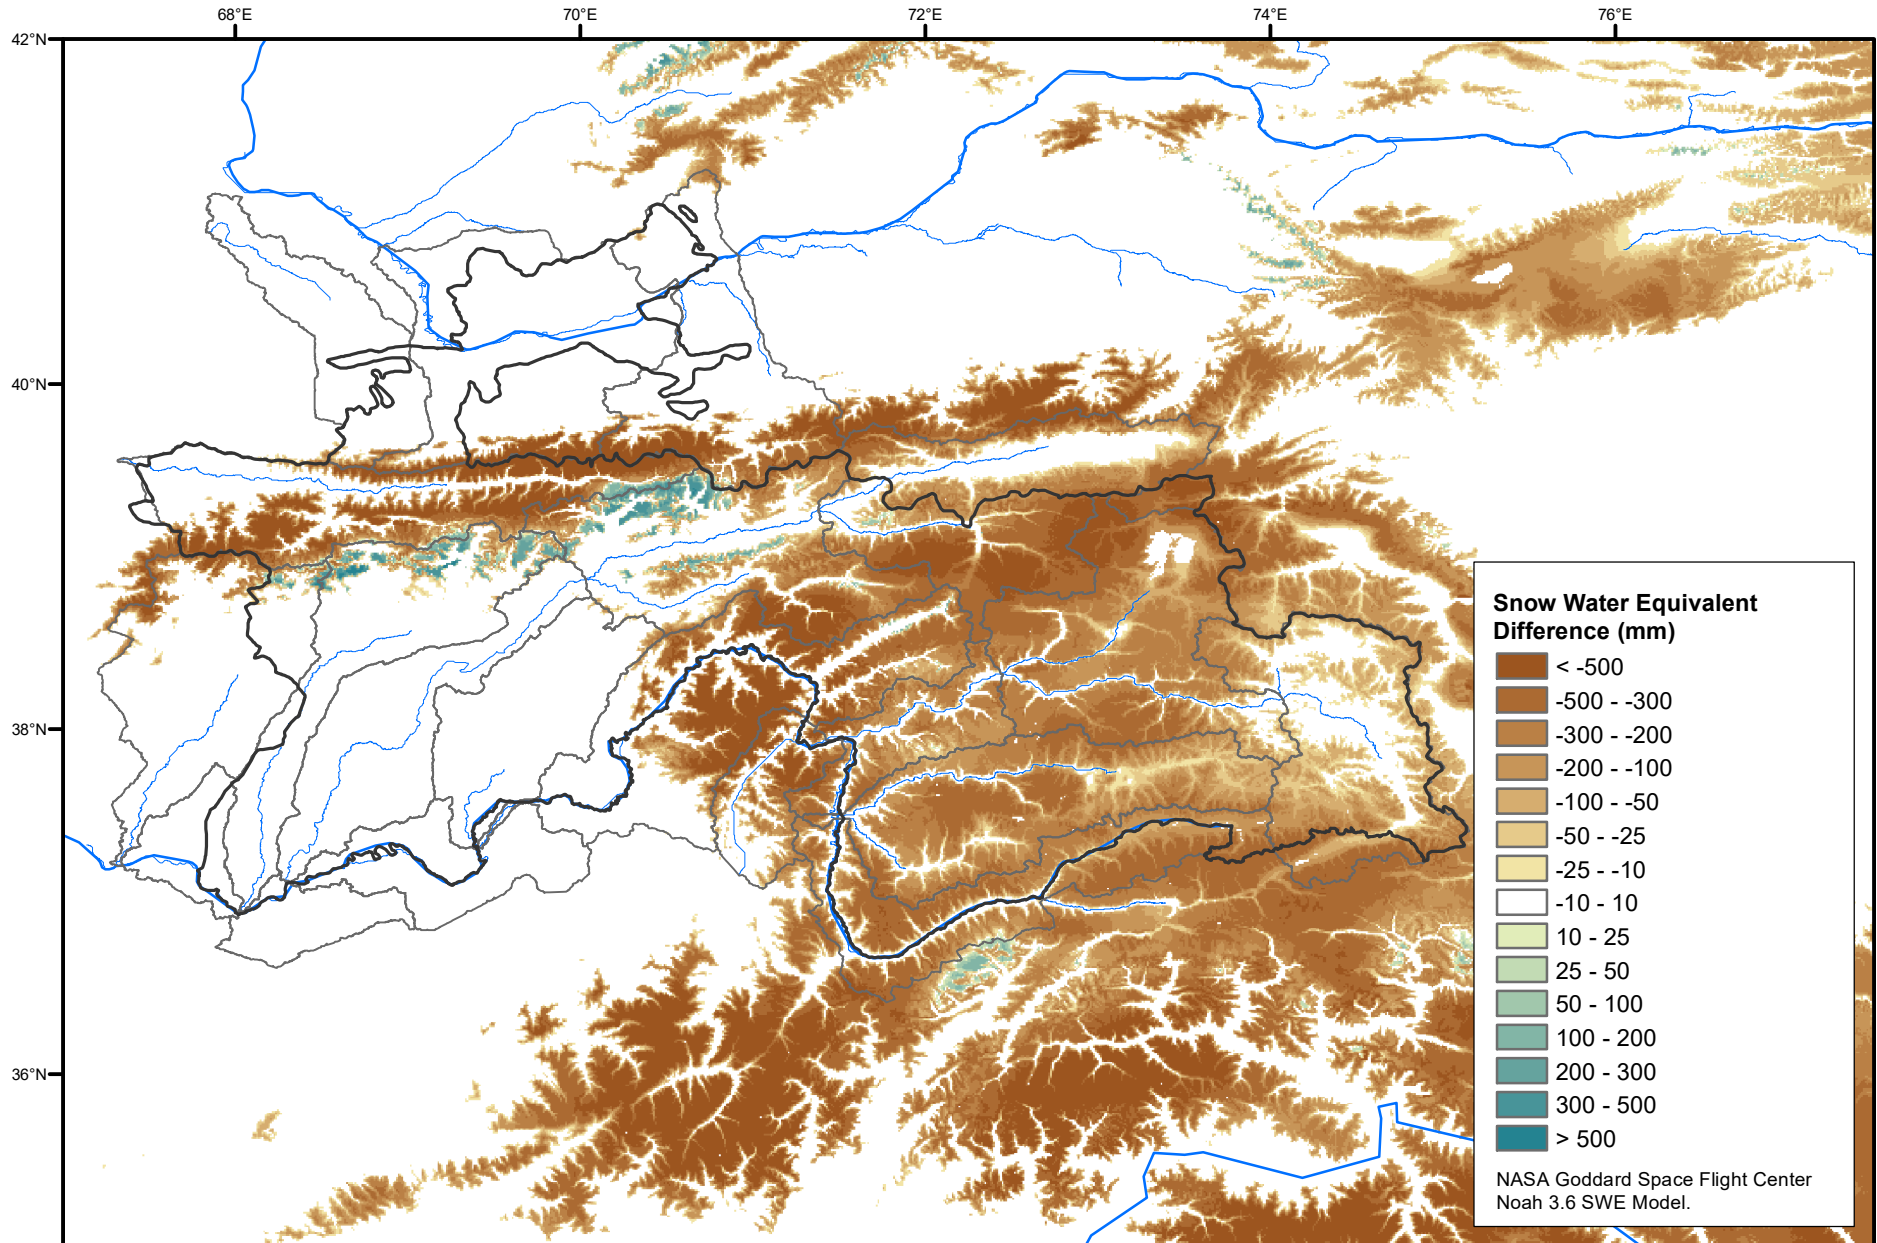 68°E 70°E 72°E 74°E 76°E
42°N
40°N
38°N
36°N
Snow Water Equivalent
Difference (mm)
< -500
-500 - -300
-300 - -200
-200 - -100
-100 - -50
-50 - -25
-25 - -10
-10 - 10
10 - 25
25 - 50
50 - 100
100 - 200
200 - 300
300 - 500
> 500
NASA Goddard Space Flight Center
Noah 3.6 SWE Model.